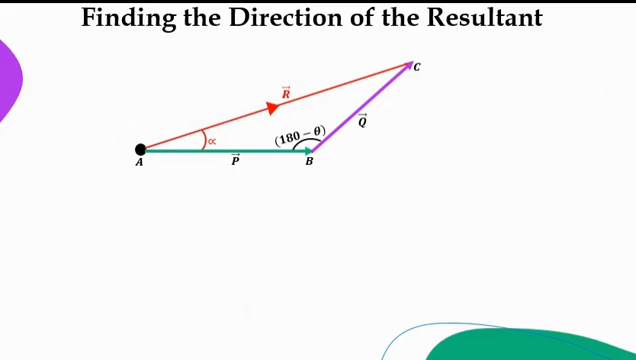 Finding the Direction of the Resultant
C
R⃗
Q⃗
(180 − θ)
∝
A
P⃗
B